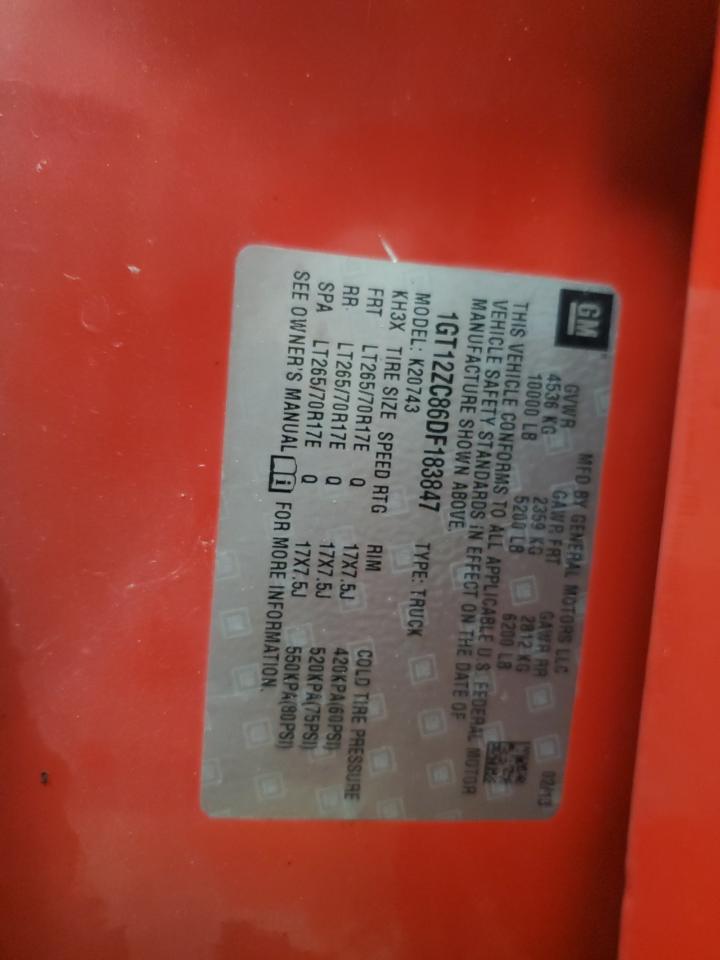 GM
MFD BY GENERAL MOTORS LLC 02/13
GVWR GAWR FRT GAWR RR
4536 KG 2359 KG 2812 KG
10000 LB 5200 LB 6200 LB
THIS VEHICLE CONFORMS TO ALL APPLICABLE U.S. FEDERAL MOTOR
VEHICLE SAFETY STANDARDS IN EFFECT ON THE DATE OF
MANUFACTURE SHOWN ABOVE.
1GT12ZC86DF183847 TYPE: TRUCK
MODEL: K20743
KH3X TIRE SIZE SPEED RTG RIM COLD TIRE PRESSURE
FRT LT265/70R17E Q 17X7.5J 420KPA(60PSI)
RR LT265/70R17E Q 17X7.5J 520KPA(75PSI)
SPA LT265/70R17E Q 17X7.5J 550KPA(80PSI)
SEE OWNER'S MANUAL i FOR MORE INFORMATION.